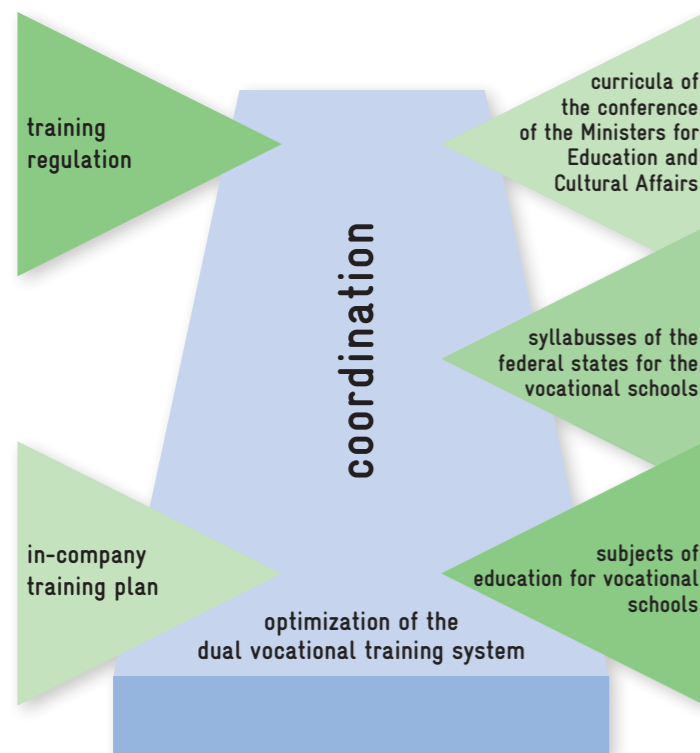 training
regulation
curricula of
the conference
of the Ministers for
Education and
Cultural Affairs
coordination
syllabusses of the
federal states for the
vocational schools
in-company
training plan
subjects of
education for vocational
schools
optimization of the
dual vocational training system